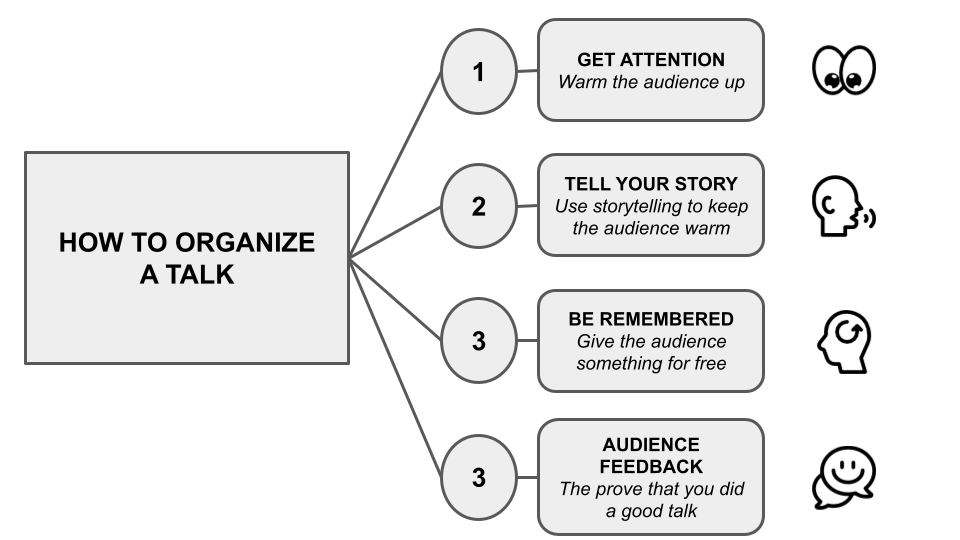 HOW TO ORGANIZE
A TALK
1
GET ATTENTION
Warm the audience up
2
TELL YOUR STORY
Use storytelling to keep
the audience warm
3
BE REMEMBERED
Give the audience
something for free
3
AUDIENCE
FEEDBACK
The prove that you did
a good talk